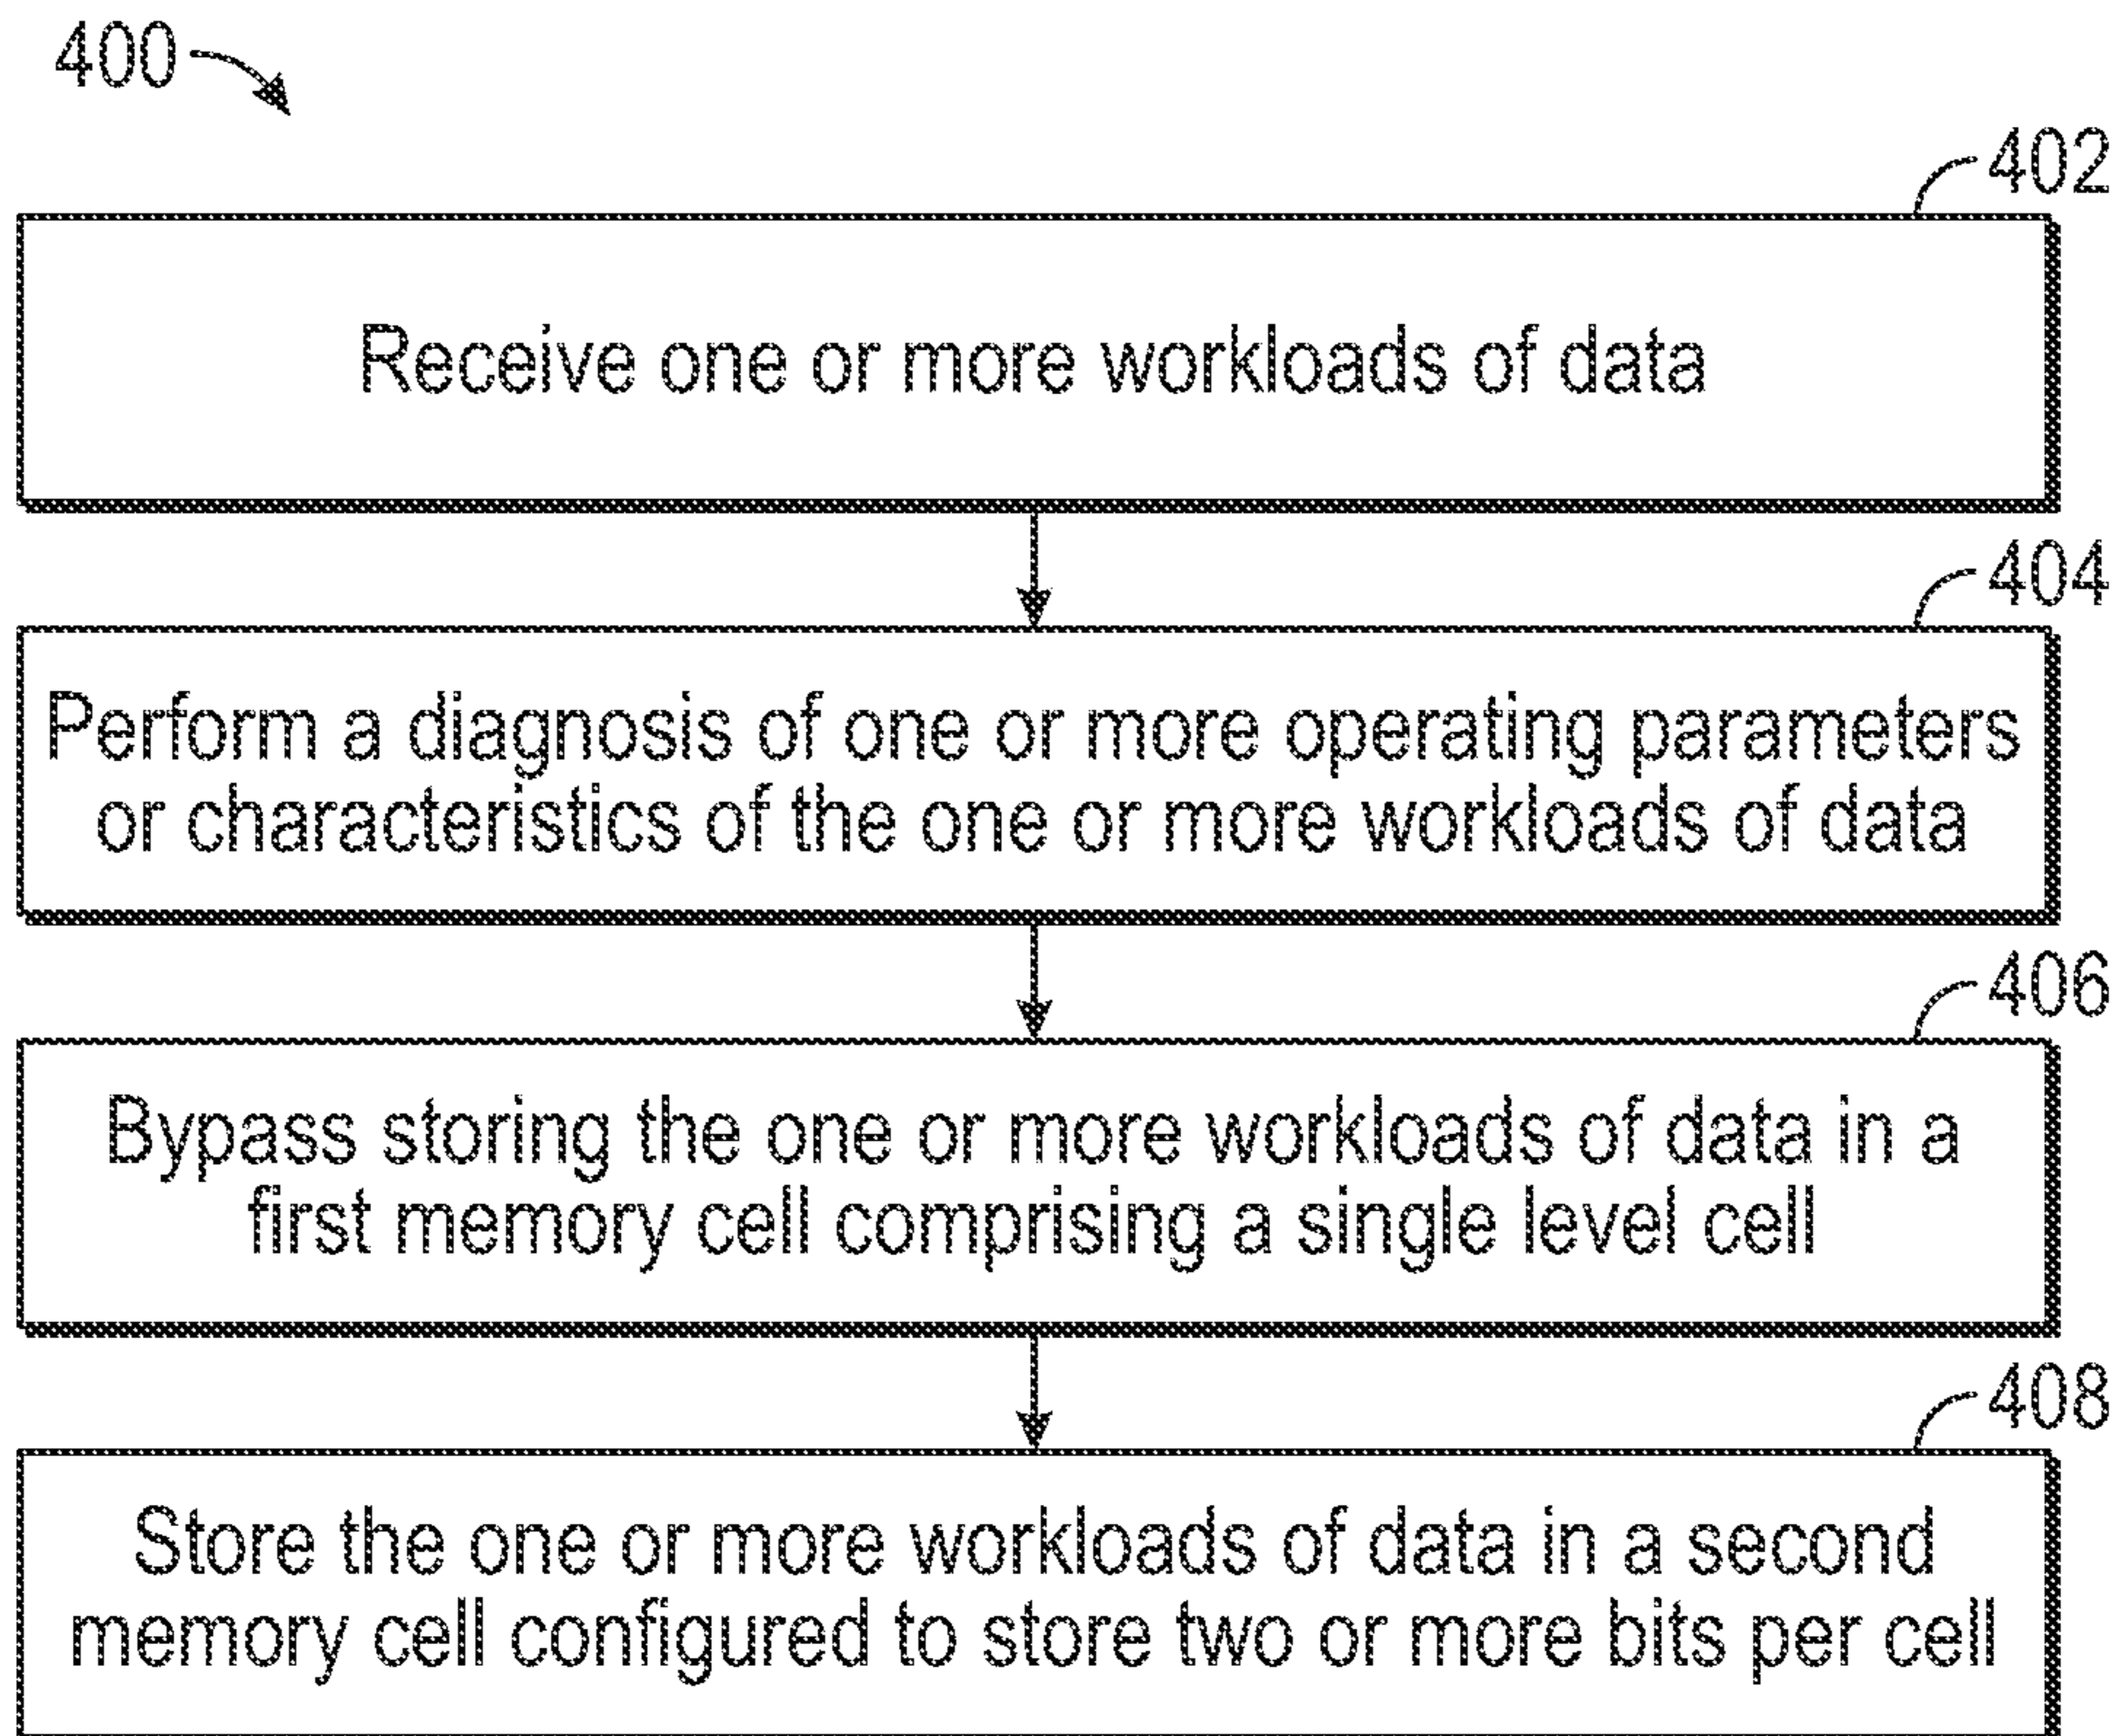 400
402
Receive one or more workloads of data
404
Perform a diagnosis of one or more operating parameters
or characteristics of the one or more workloads of data
406
Bypass storing the one or more workloads of data in a
first memory cell comprising a single level cell
408
Store the one or more workloads of data in a second
memory cell configured to store two or more bits per cell